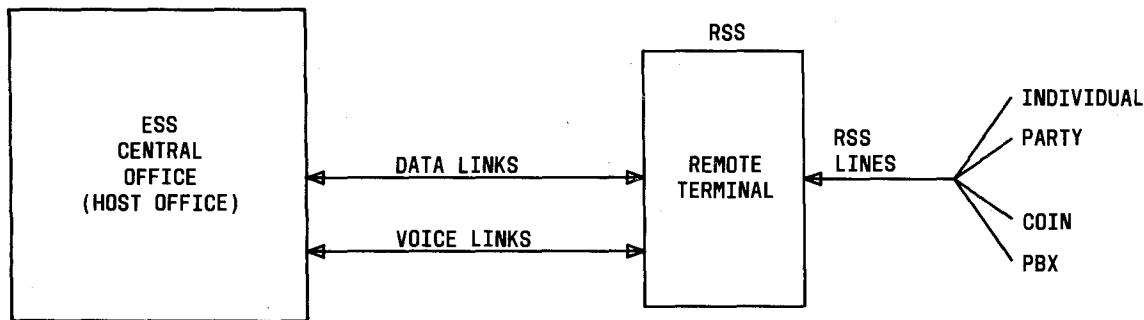 ESS
CENTRAL
OFFICE
(HOST OFFICE)
DATA LINKS
VOICE LINKS
RSS
REMOTE
TERMINAL
RSS
LINES
INDIVIDUAL
PARTY
COIN
PBX